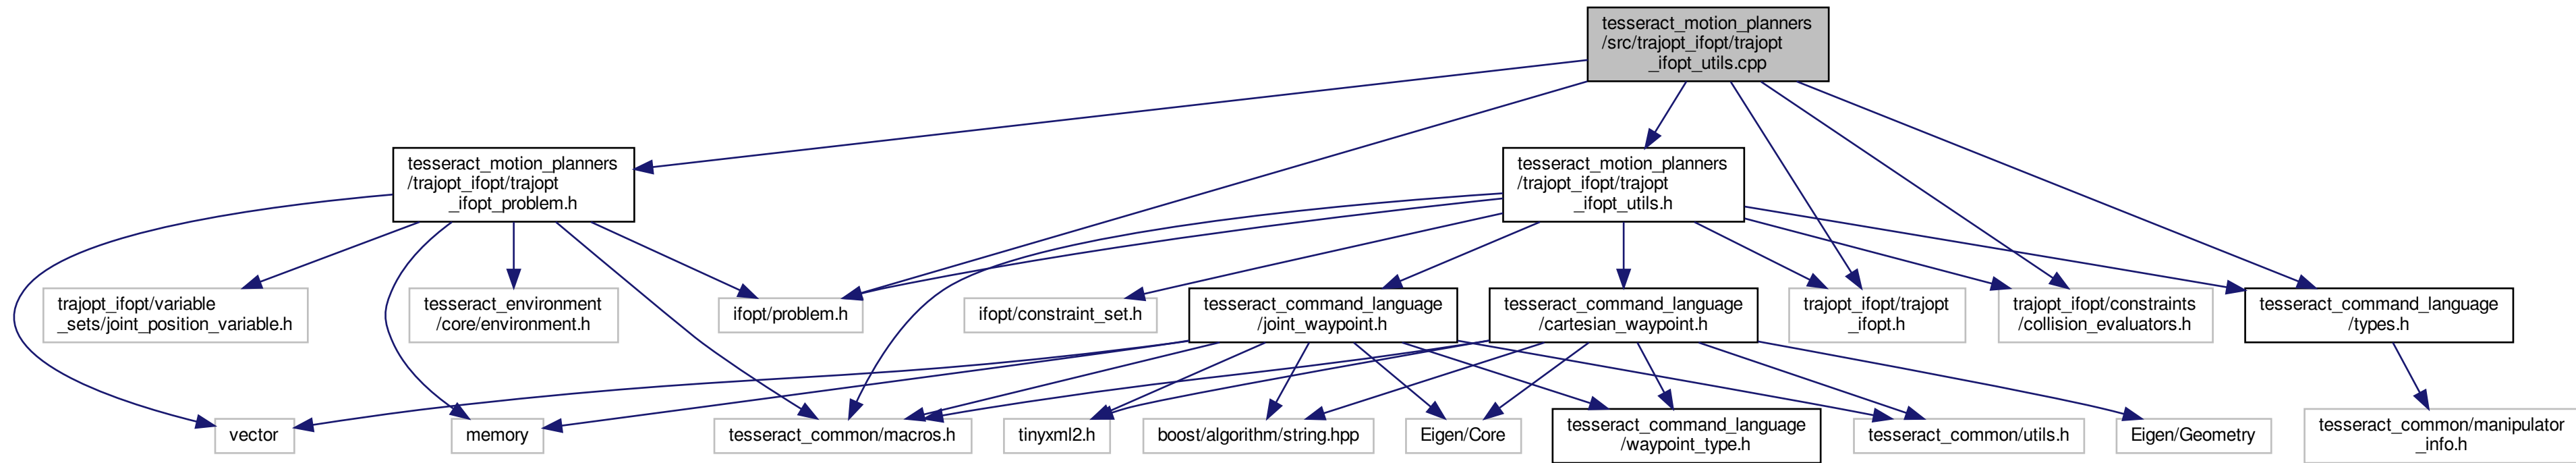 tesseract_motion_planners
/src/trajopt_ifopt/trajopt
_ifopt_utils.cpp
tesseract_motion_planners
/trajopt_ifopt/trajopt
_ifopt_problem.h
tesseract_motion_planners
/trajopt_ifopt/trajopt
_ifopt_utils.h
trajopt_ifopt/variable
_sets/joint_position_variable.h
tesseract_environment
/core/environment.h
ifopt/problem.h
ifopt/constraint_set.h
tesseract_command_language
/joint_waypoint.h
tesseract_command_language
/cartesian_waypoint.h
trajopt_ifopt/trajopt
_ifopt.h
trajopt_ifopt/constraints
/collision_evaluators.h
tesseract_command_language
/types.h
vector
memory
tesseract_common/macros.h
tinyxml2.h
boost/algorithm/string.hpp
Eigen/Core
tesseract_command_language
/waypoint_type.h
tesseract_common/utils.h
Eigen/Geometry
tesseract_common/manipulator
_info.h